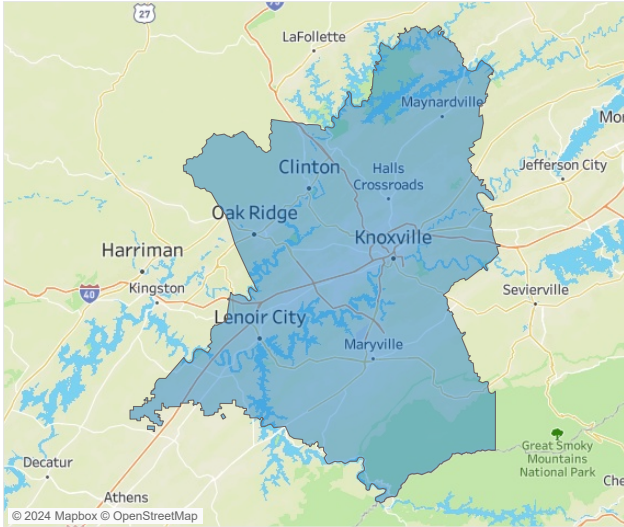 27
75
LaFollette
Maynardville
Mor
Clinton
Halls
Crossroads
Jefferson City
Oak Ridge
Knoxville
Harriman
Kingston
40
Sevierville
Lenoir City
Maryville
Great Smoky
Mountains
National Park
Decatur
Che
Athens
© 2024 Mapbox © OpenStreetMap